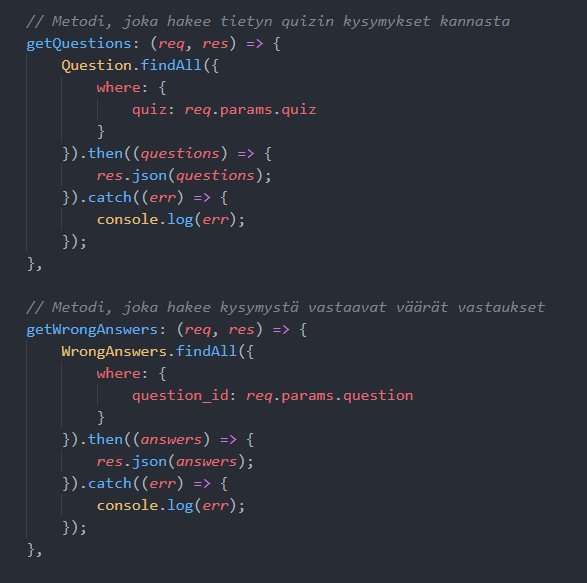 // Metodi, joka hakee tietyn quizin kysymykset kannasta
getQuestions: (req, res) => {
    Question.findAll({
        where: {
            quiz: req.params.quiz
        }
    }).then((questions) => {
        res.json(questions);
    }).catch((err) => {
        console.log(err);
    });
},

// Metodi, joka hakee kysymystä vastaavat väärät vastaukset
getWrongAnswers: (req, res) => {
    WrongAnswers.findAll({
        where: {
            question_id: req.params.question
        }
    }).then((answers) => {
        res.json(answers);
    }).catch((err) => {
        console.log(err);
    });
},